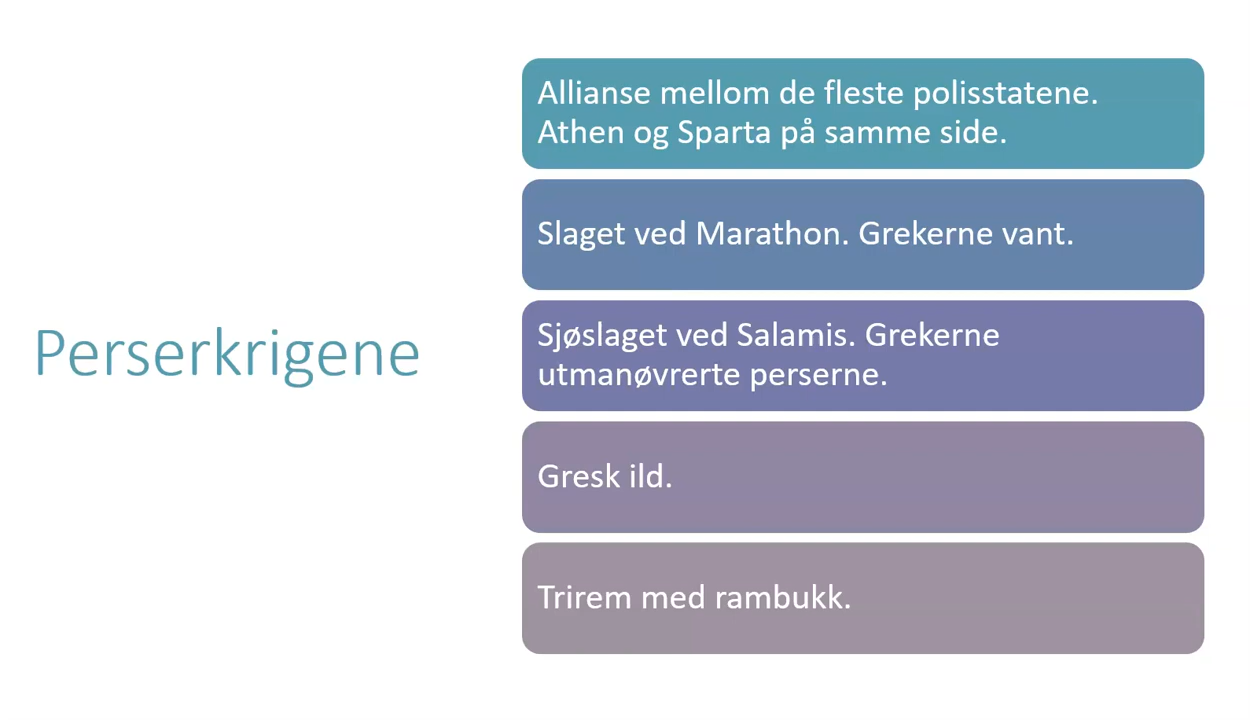 Perserkrigene
Allianse mellom de fleste polisstatene.
Athen og Sparta på samme side.
Slaget ved Marathon. Grekerne vant.
Sjøslaget ved Salamis. Grekerne
utmanøvrerte perserne.
Gresk ild.
Trirem med rambukk.